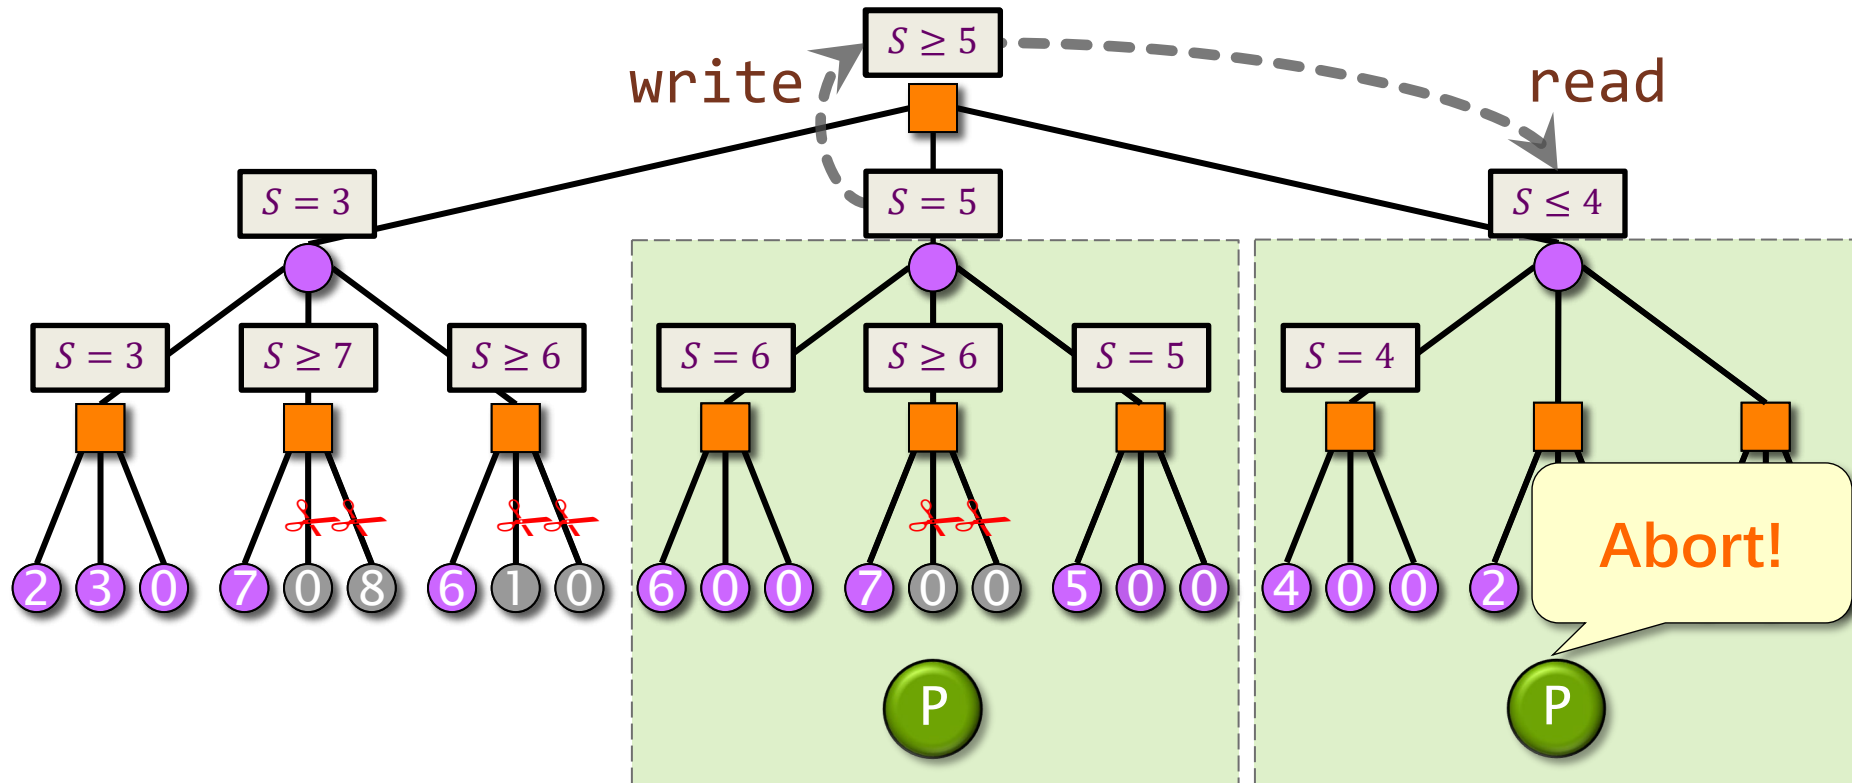 S ≥ 5
write
read
S = 3
S = 5
S ≤ 4
S = 3
S ≥ 7
S ≥ 6
S = 6
S ≥ 6
S = 5
S = 4
2 3 0 7 0 8 6 1 0 6 0 0 7 0 0 5 0 0 4 0 0 2
Abort!
P
P